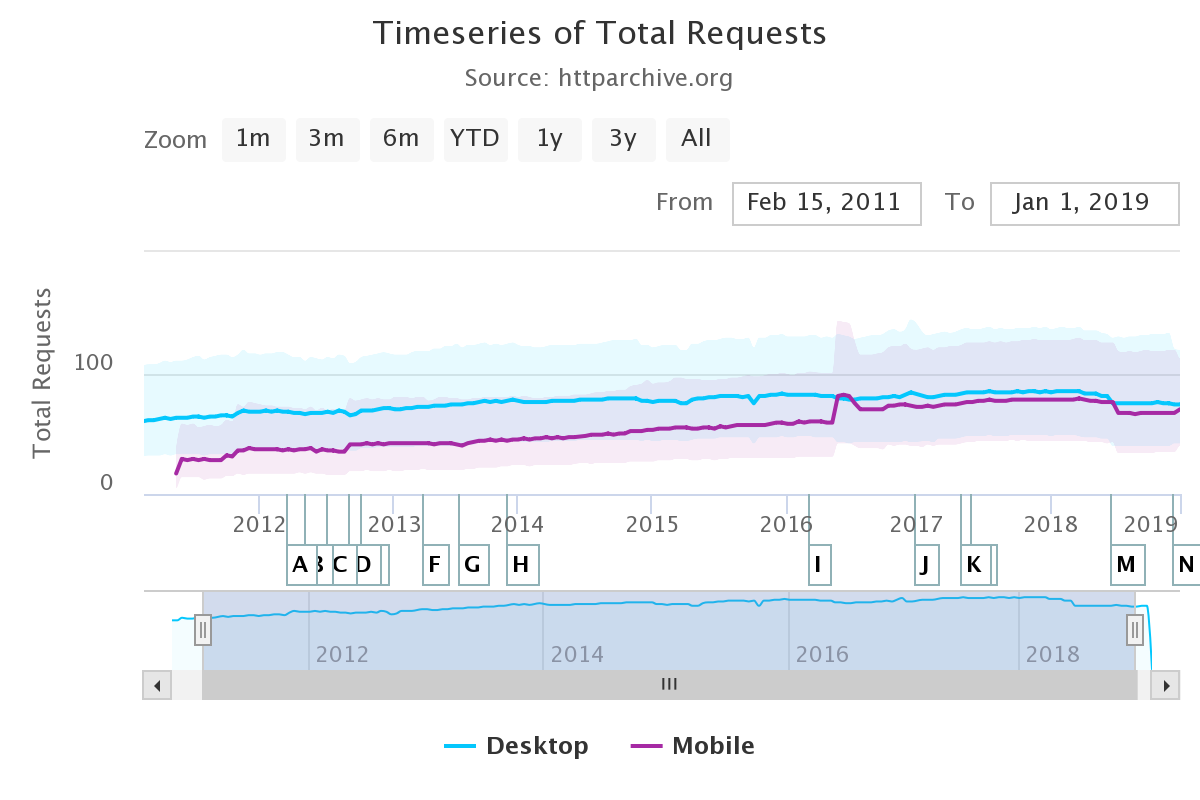 Timeseries of Total Requests
Source: httparchive.org
Zoom 1m 3m 6m YTD 1y 3y All
From Feb 15, 2011 To Jan 1, 2019
Total Requests
100
0
2012 2013 2014 2015 2016 2017 2018 2019
A B C D F G H I J K M N
2012 2014 2016 2018
Desktop Mobile